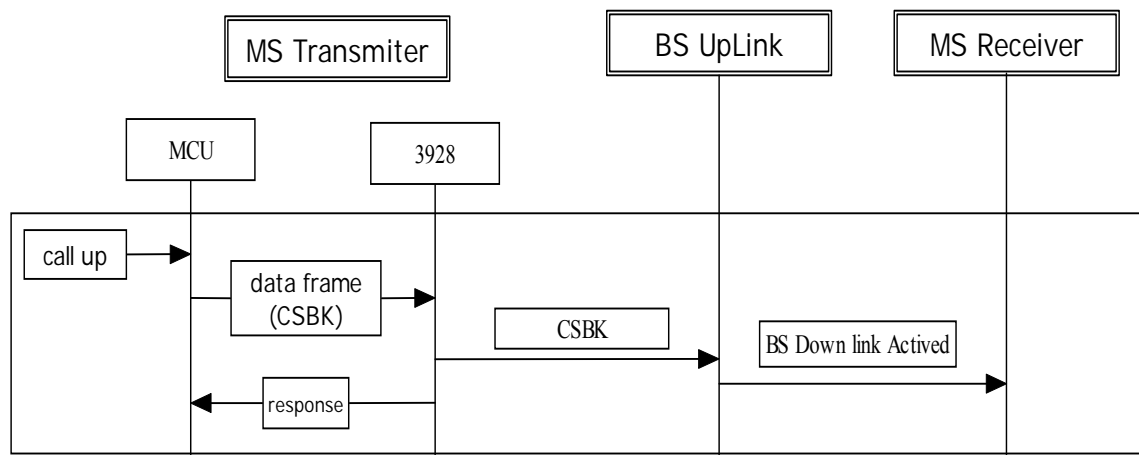 MS Transmiter
BS UpLink
MS Receiver
MCU
3928
call up
data frame
(CSBK)
CSBK
BS Down link Actived
response